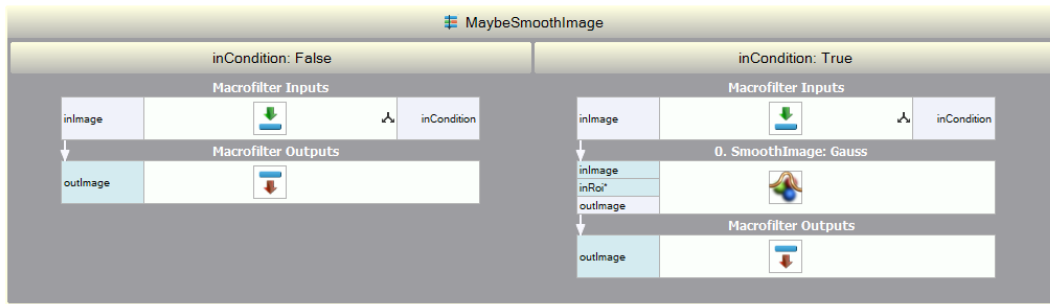 MaybeSmoothImage
inCondition: False
Macrofilter Inputs
inImage
inCondition
Macrofilter Outputs
outImage
inCondition: True
Macrofilter Inputs
inImage
inCondition
0. SmoothImage: Gauss
inImage
inRoi*
outImage
Macrofilter Outputs
outImage